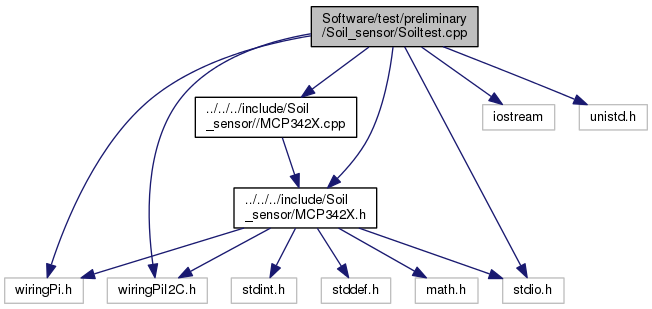 Software/test/preliminary
/Soil_sensor/Soiltest.cpp
../../../include/Soil
_sensor//MCP342X.cpp
iostream
unistd.h
../../../include/Soil
_sensor/MCP342X.h
wiringPi.h
wiringPiI2C.h
stdint.h
stddef.h
math.h
stdio.h